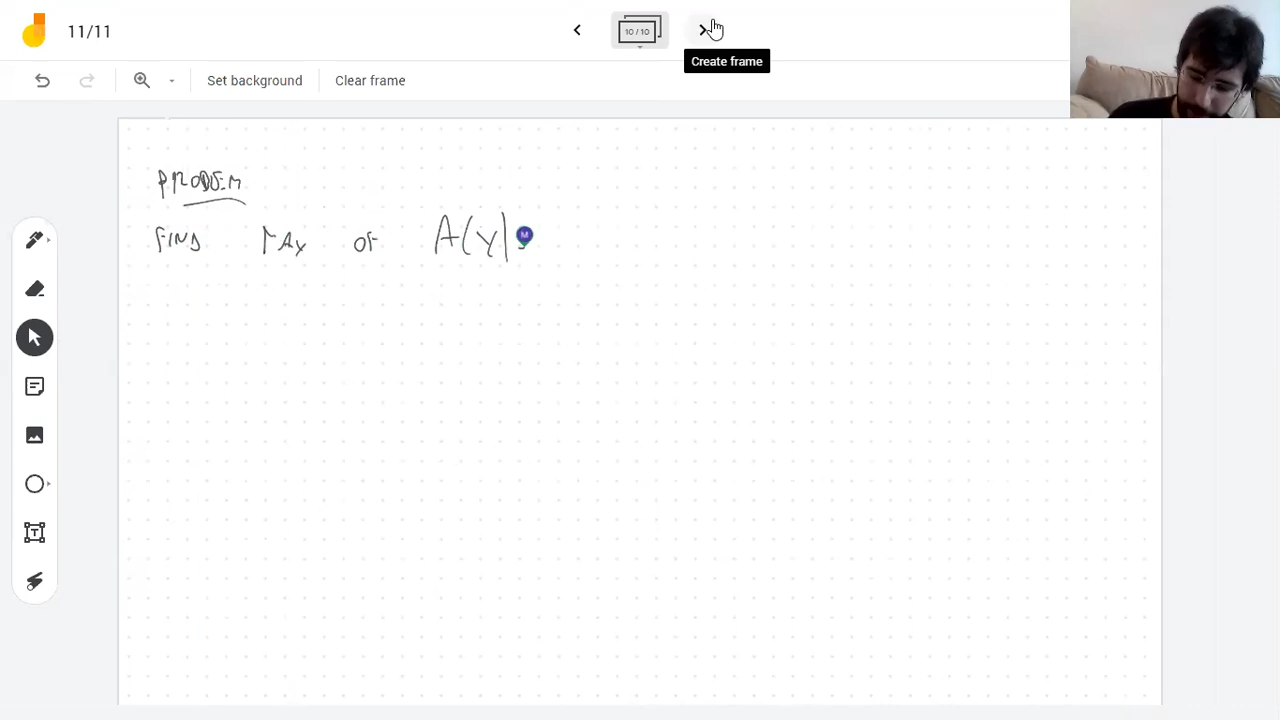 11/11
10 / 10
Create frame
Set background
Clear frame
PROBLEM
FIND MAX OF A(Y|
M